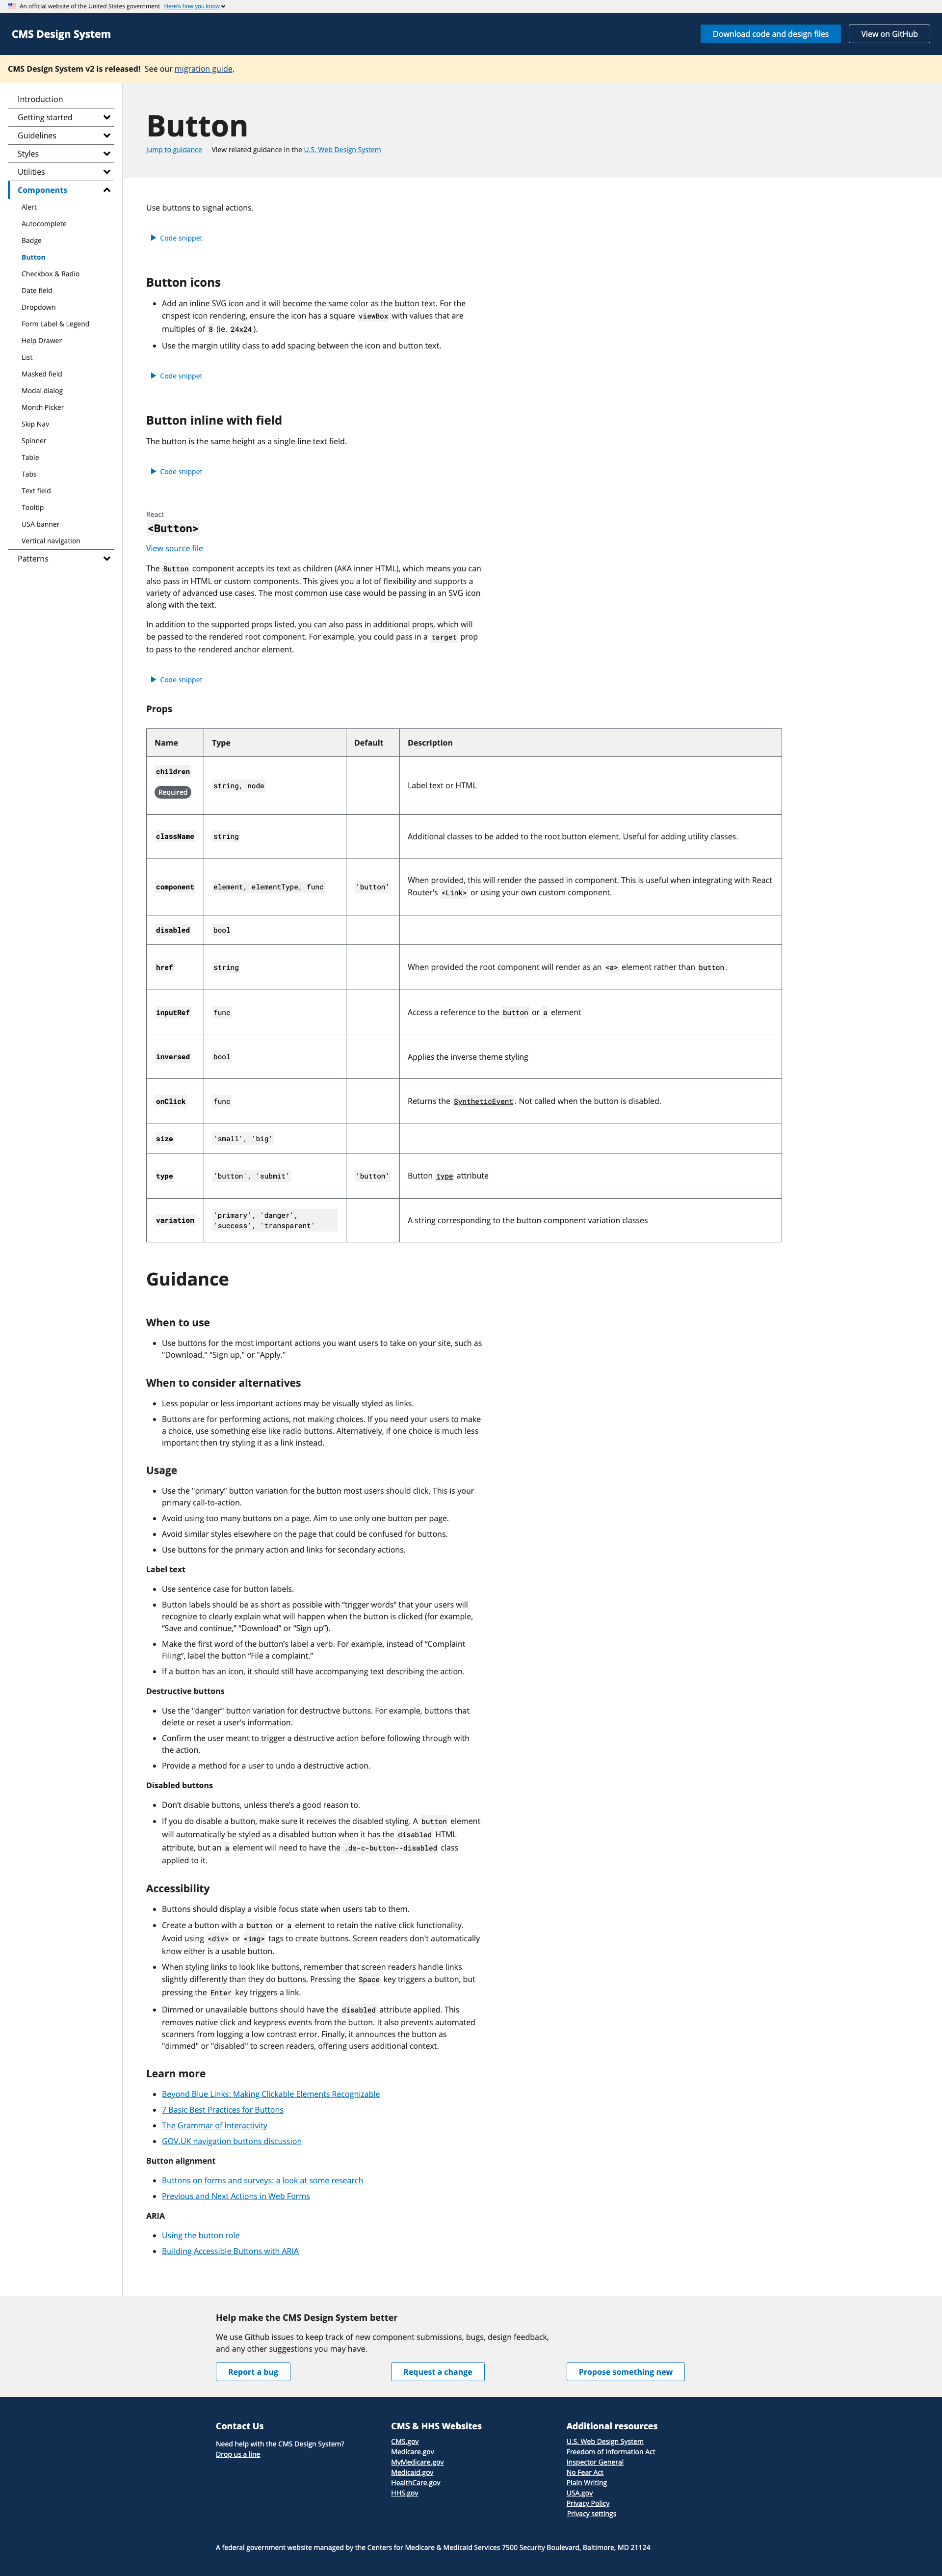 An official website of the United States government Here's how you know
CMS Design System
Download code and design files
View on GitHub
CMS Design System v2 is released! See our migration guide.
Introduction
Getting started
Guidelines
Styles
Utilities
Components
Alert
Autocomplete
Badge
Button
Checkbox & Radio
Date field
Dropdown
Form Label & Legend
Help Drawer
List
Masked field
Modal dialog
Month Picker
Skip Nav
Spinner
Table
Tabs
Text field
Tooltip
USA banner
Vertical navigation
Patterns
Button
Jump to guidance View related guidance in the U.S. Web Design System
Use buttons to signal actions.
Code snippet
Button icons
• Add an inline SVG icon and it will become the same color as the button text. For the
crispest icon rendering, ensure the icon has a square viewBox with values that are
multiples of 8 (ie. 24x24).
• Use the margin utility class to add spacing between the icon and button text.
Code snippet
Button inline with field
The button is the same height as a single-line text field.
Code snippet
React
<Button>
View source file
The Button component accepts its text as children (AKA inner HTML), which means you can
also pass in HTML or custom components. This gives you a lot of flexibility and supports a
variety of advanced use cases. The most common use case would be passing in an SVG icon
along with the text.
In addition to the supported props listed, you can also pass in additional props, which will
be passed to the rendered root component. For example, you could pass in a target prop
to pass to the rendered anchor element.
Code snippet
Props
Name Type Default Description
children
Required
string, node
Label text or HTML
className string Additional classes to be added to the root button element. Useful for adding utility classes.
component element, elementType, func 'button' When provided, this will render the passed in component. This is useful when integrating with React
Router's <Link> or using your own custom component.
disabled bool
href string When provided the root component will render as an <a> element rather than button.
inputRef func Access a reference to the button or a element
inversed bool Applies the inverse theme styling
onClick func Returns the SyntheticEvent. Not called when the button is disabled.
size 'small', 'big'
type 'button', 'submit' 'button' Button type attribute
variation 'primary', 'danger',
'success', 'transparent'
A string corresponding to the button-component variation classes
Guidance
When to use
• Use buttons for the most important actions you want users to take on your site, such as
"Download," "Sign up," or "Apply."
When to consider alternatives
• Less popular or less important actions may be visually styled as links.
• Buttons are for performing actions, not making choices. If you need your users to make
a choice, use something else like radio buttons. Alternatively, if one choice is much less
important then try styling it as a link instead.
Usage
• Use the "primary" button variation for the button most users should click. This is your
primary call-to-action.
• Avoid using too many buttons on a page. Aim to use only one button per page.
• Avoid similar styles elsewhere on the page that could be confused for buttons.
• Use buttons for the primary action and links for secondary actions.
Label text
• Use sentence case for button labels.
• Button labels should be as short as possible with “trigger words” that your users will
recognize to clearly explain what will happen when the button is clicked (for example,
“Save and continue,” “Download” or “Sign up”).
• Make the first word of the button’s label a verb. For example, instead of “Complaint
Filing”, label the button “File a complaint.”
• If a button has an icon, it should still have accompanying text describing the action.
Destructive buttons
• Use the "danger" button variation for destructive buttons. For example, buttons that
delete or reset a user's information.
• Confirm the user meant to trigger a destructive action before following through with
the action.
• Provide a method for a user to undo a destructive action.
Disabled buttons
• Don’t disable buttons, unless there’s a good reason to.
• If you do disable a button, make sure it receives the disabled styling. A button element
will automatically be styled as a disabled button when it has the disabled HTML
attribute, but an a element will need to have the .ds-c-button--disabled class
applied to it.
Accessibility
• Buttons should display a visible focus state when users tab to them.
• Create a button with a button or a element to retain the native click functionality.
Avoid using <div> or <img> tags to create buttons. Screen readers don't automatically
know either is a usable button.
• When styling links to look like buttons, remember that screen readers handle links
slightly differently than they do buttons. Pressing the Space key triggers a button, but
pressing the Enter key triggers a link.
• Dimmed or unavailable buttons should have the disabled attribute applied. This
removes native click and keypress events from the button. It also prevents automated
scanners from logging a low contrast error. Finally, it announces the button as
"dimmed" or "disabled" to screen readers, offering users additional context.
Learn more
• Beyond Blue Links: Making Clickable Elements Recognizable
• 7 Basic Best Practices for Buttons
• The Grammar of Interactivity
• GOV.UK navigation buttons discussion
Button alignment
• Buttons on forms and surveys: a look at some research
• Previous and Next Actions in Web Forms
ARIA
• Using the button role
• Building Accessible Buttons with ARIA
Help make the CMS Design System better
We use Github issues to keep track of new component submissions, bugs, design feedback,
and any other suggestions you may have.
Report a bug
Request a change
Propose something new
Contact Us
Need help with the CMS Design System?
Drop us a line
CMS & HHS Websites
CMS.gov
Medicare.gov
MyMedicare.gov
Medicaid.gov
HealthCare.gov
HHS.gov
Additional resources
U.S. Web Design System
Freedom of Information Act
Inspector General
No Fear Act
Plain Writing
USA.gov
Privacy Policy
Privacy settings
A federal government website managed by the Centers for Medicare & Medicaid Services 7500 Security Boulevard, Baltimore, MD 21124